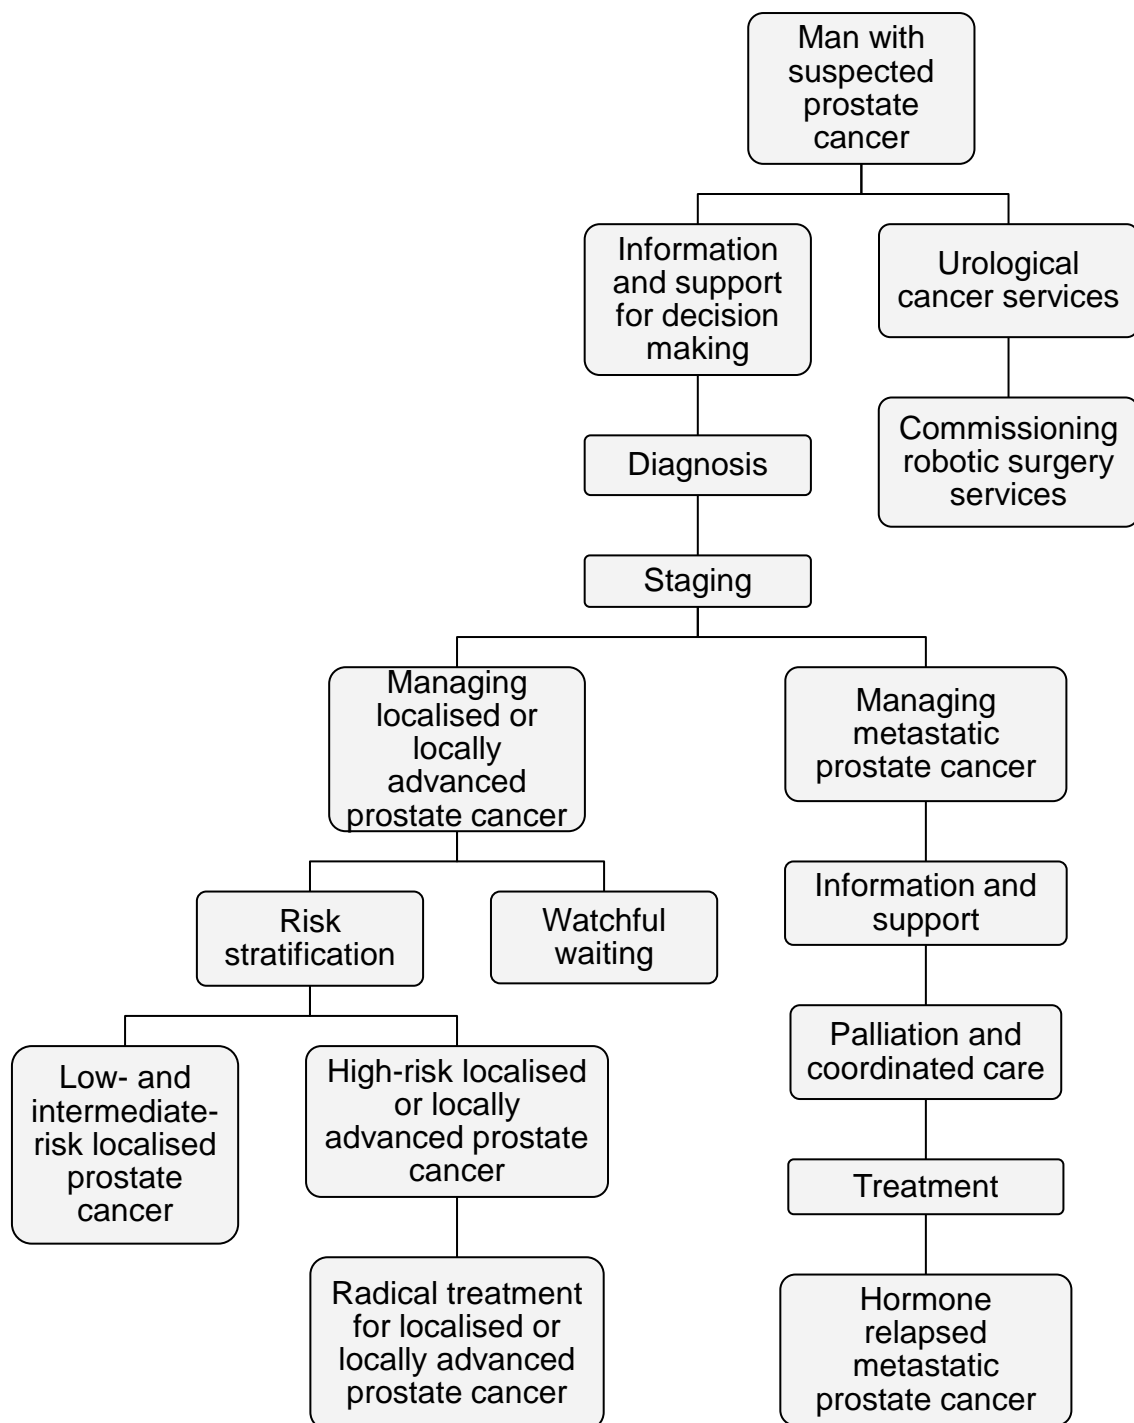 Man with
suspected
prostate
cancer
Information
and support
for decision
making
Urological
cancer services
Diagnosis
Commissioning
robotic surgery
services
Staging
Managing
localised or
locally
advanced
prostate cancer
Managing
metastatic
prostate cancer
Risk
stratification
Watchful
waiting
Information and
support
Low- and
intermediate-
risk localised
prostate
cancer
High-risk localised
or locally
advanced prostate
cancer
Palliation and
coordinated care
Treatment
Radical treatment
for localised or
locally advanced
prostate cancer
Hormone
relapsed
metastatic
prostate cancer